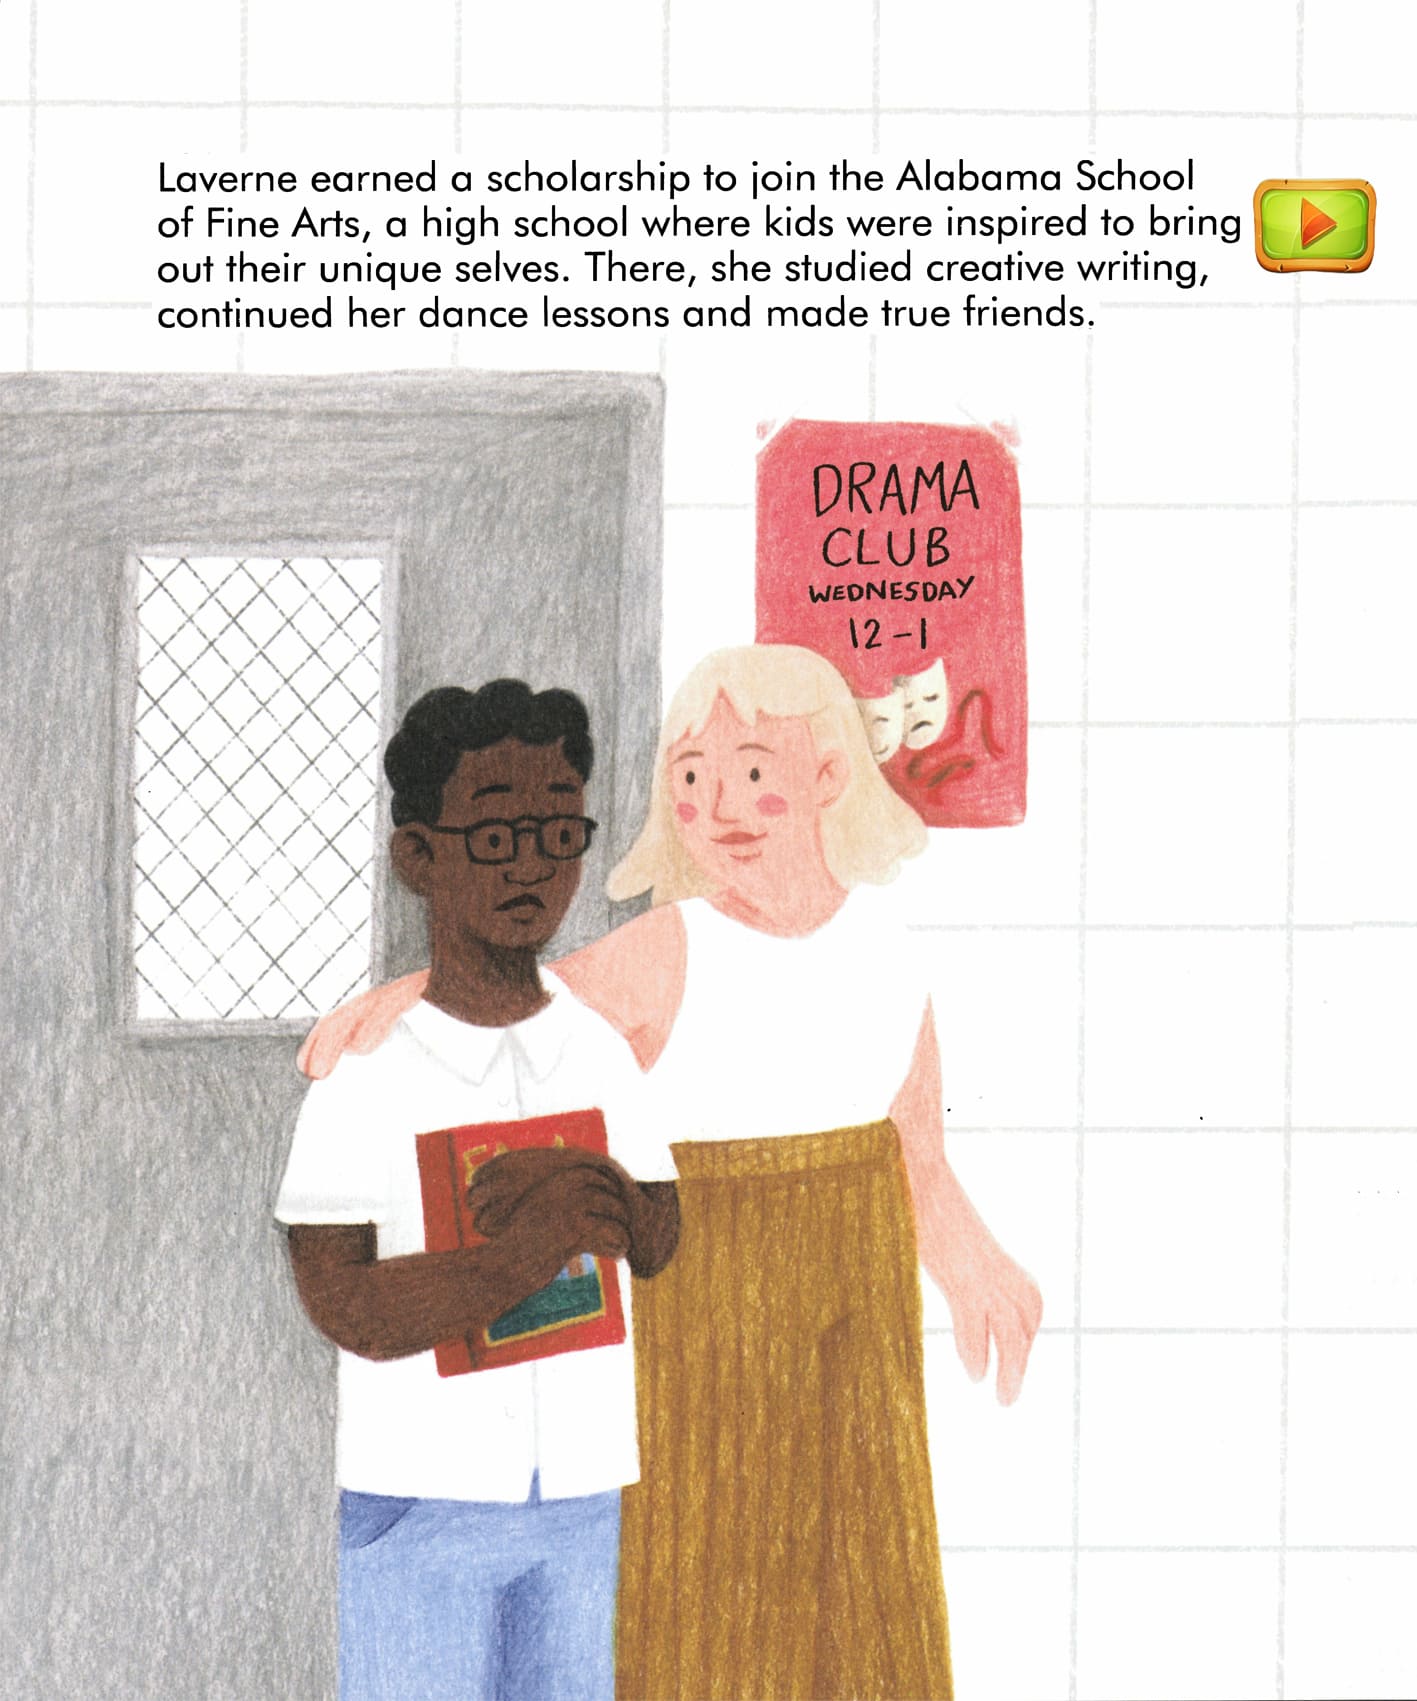 Laverne earned a scholarship to join the Alabama School
of Fine Arts, a high school where kids were inspired to bring
out their unique selves. There, she studied creative writing,
continued her dance lessons and made true friends.
DRAMA
CLUB
WEDNESDAY
12-1